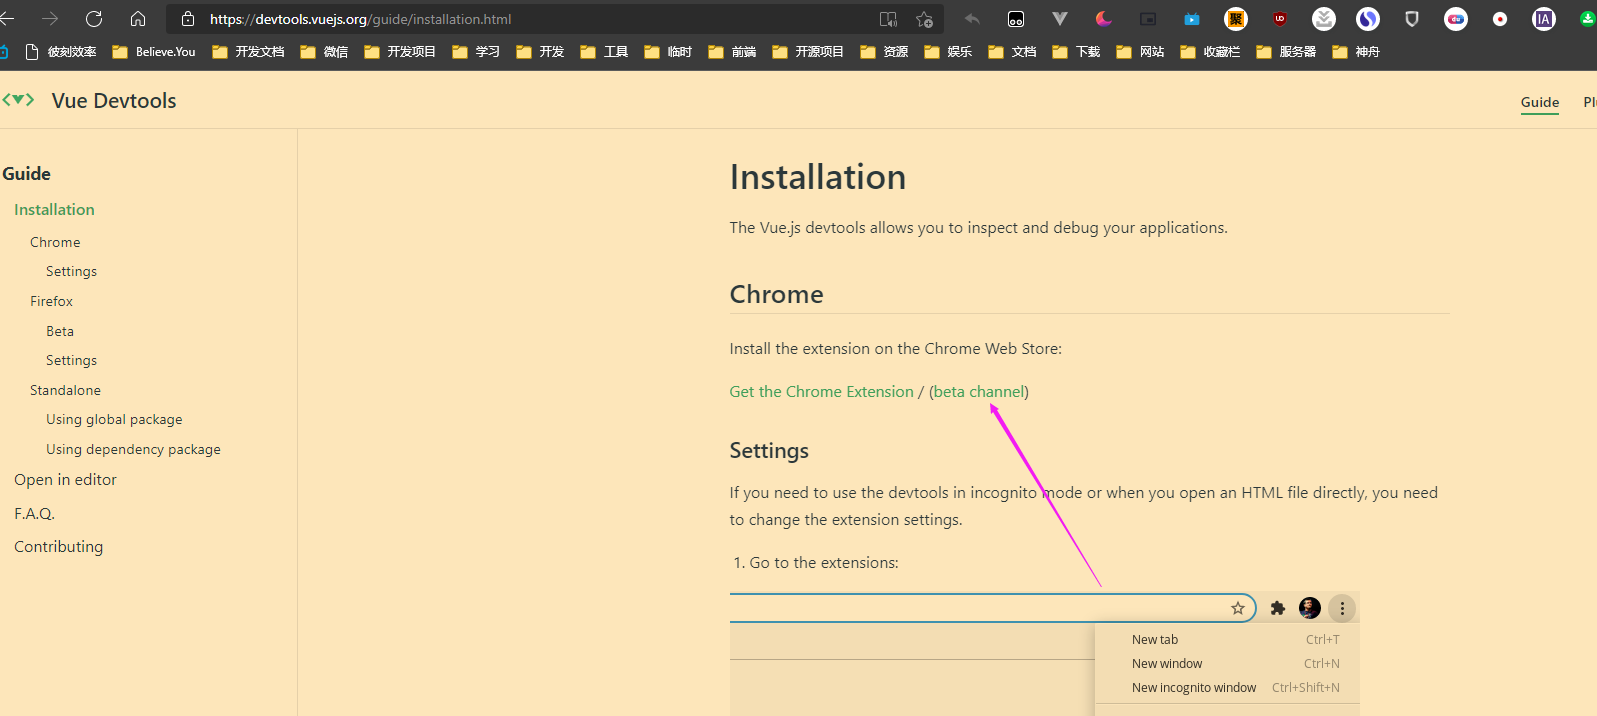 https://devtools.vuejs.org/guide/installation.html
彼刻效率 Believe.You 开发文档 微信 开发项目 学习 开发 工具 临时 前端 开源项目 资源 娱乐 文档 下载 网站 收藏栏 服务器 神舟
Vue Devtools
Guide Pl
Guide
Installation
Chrome
Settings
Firefox
Beta
Settings
Standalone
Using global package
Using dependency package
Open in editor
F.A.Q.
Contributing
Installation
The Vue.js devtools allows you to inspect and debug your applications.
Chrome
Install the extension on the Chrome Web Store:
Get the Chrome Extension / (beta channel)
Settings
If you need to use the devtools in incognito mode or when you open an HTML file directly, you need
to change the extension settings.
1. Go to the extensions:
New tab Ctrl+T
New window Ctrl+N
New incognito window Ctrl+Shift+N